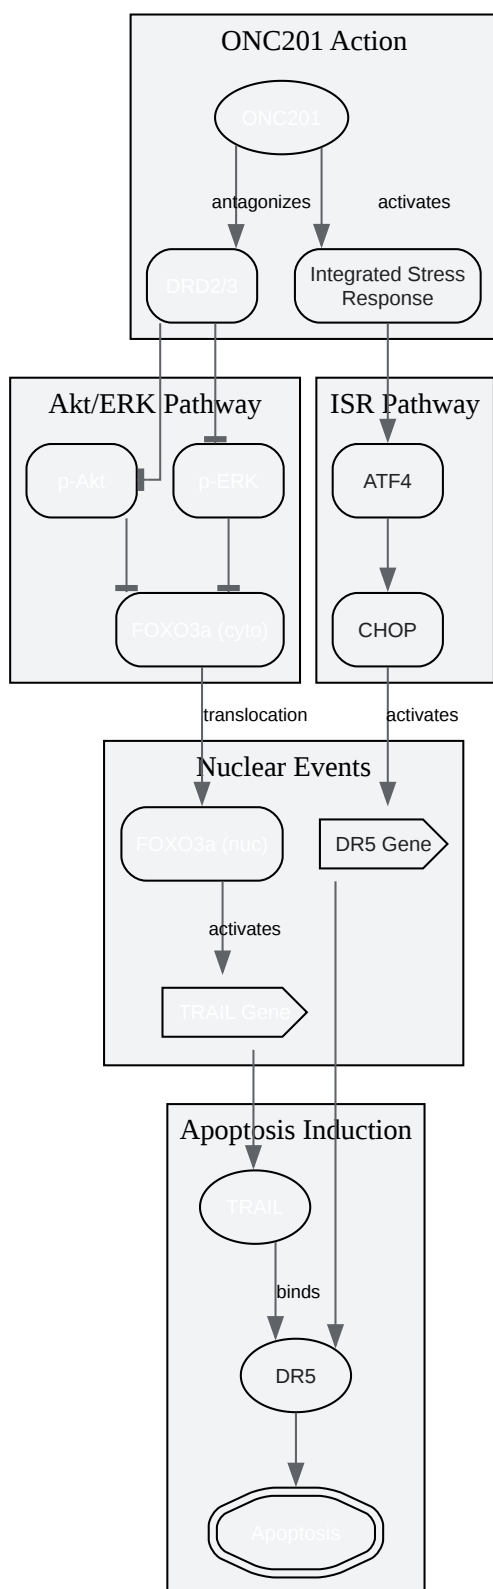 ONC201 Action
ONC201
antagonizes
activates
DRD2/3
Integrated Stress
Response
Akt/ERK Pathway
ISR Pathway
p-Akt
p-ERK
ATF4
FOXO3a (cyto)
CHOP
translocation
activates
Nuclear Events
FOXO3a (nuc)
DR5 Gene
activates
TRAIL Gene
Apoptosis Induction
TRAIL
binds
DR5
Apoptosis